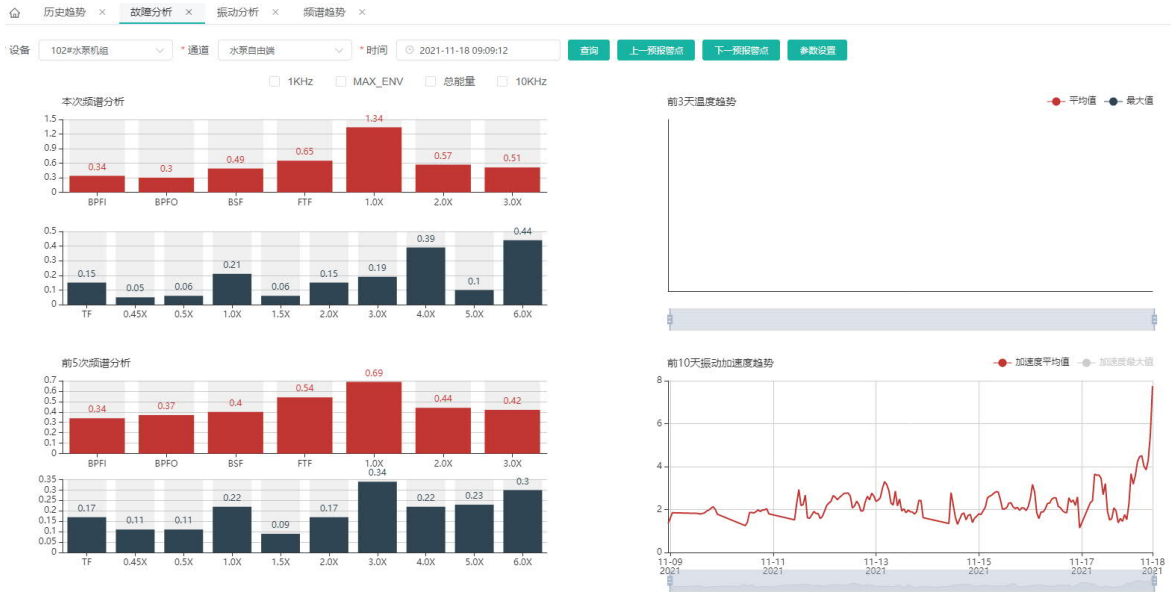 历史趋势 × 故障分析 × 振动分析 × 频谱趋势 ×
设备 102#水泵机组 * 通道 水泵自由端 * 时间 2021-11-18 09:09:12 查询 上一预报警点 下一预报警点 参数设置
1KHz MAX_ENV 总能量 10KHz
本次频谱分析
1.5
1.2
0.9
0.6
0.3
0
0.34 0.3 0.49 0.65 1.34 0.57 0.51
BPFI BPFO BSF FTF 1.0X 2.0X 3.0X
0.5
0.4
0.3
0.2
0.1
0
0.15 0.05 0.06 0.21 0.06 0.15 0.19 0.39 0.1 0.44
TF 0.45X 0.5X 1.0X 1.5X 2.0X 3.0X 4.0X 5.0X 6.0X
前3天温度趋势 平均值 最大值
前5次频谱分析
0.7
0.6
0.5
0.4
0.3
0.2
0.1
0
0.34 0.37 0.4 0.54 0.69 0.44 0.42
BPFI BPFO BSF FTF 1.0X 2.0X 3.0X
0.35
0.3
0.25
0.2
0.15
0.1
0.05
0
0.17 0.11 0.11 0.22 0.09 0.17 0.34 0.22 0.23 0.3
TF 0.45X 0.5X 1.0X 1.5X 2.0X 3.0X 4.0X 5.0X 6.0X
前10天振动加速度趋势 加速度平均值 加速度最大值
8
6
4
2
0
11-09 11-11 11-13 11-15 11-17 11-18
2021 2021 2021 2021 2021 2021